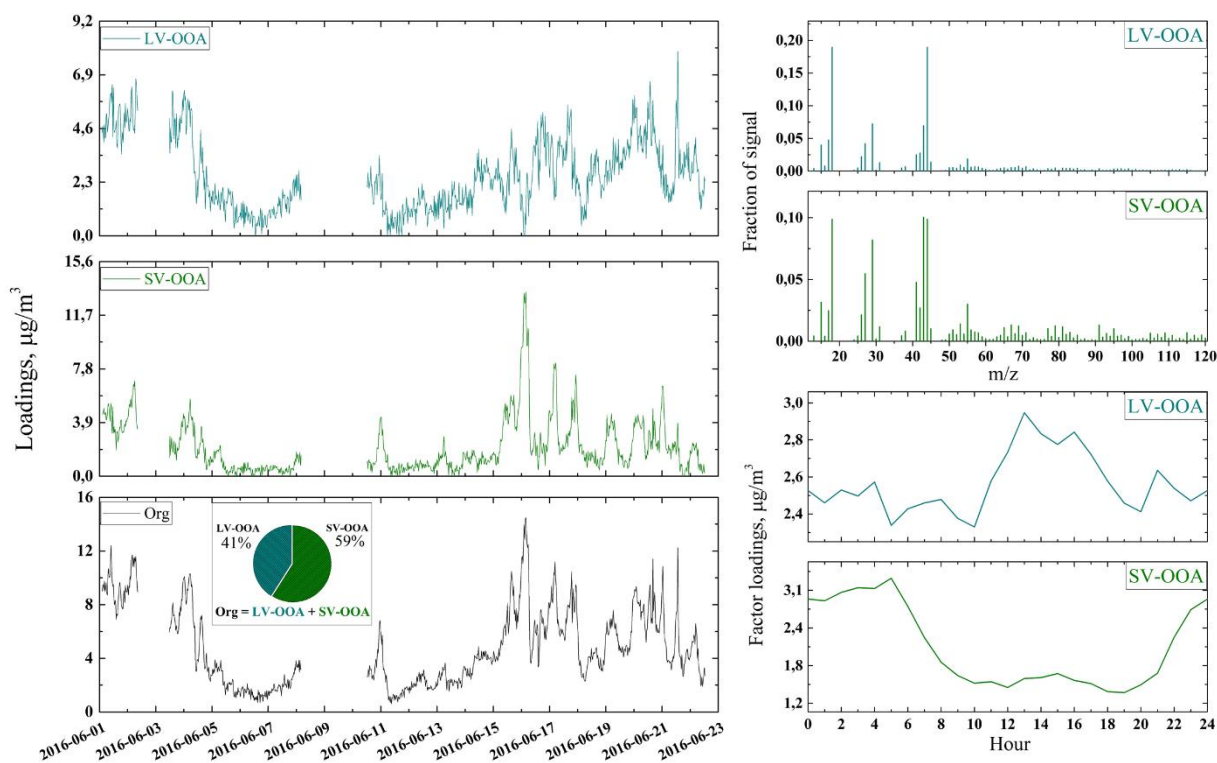 9,2
6,9
4,6
2,3
0,0
LV-OOA
15,6
11,7
7,8
3,9
0,0
SV-OOA
Loadings, µg/m³
16
12
8
4
0
Org
LV-OOA
41%
SV-OOA
59%
Org = LV-OOA + SV-OOA
2016-06-01
2016-06-03
2016-06-05
2016-06-07
2016-06-09
2016-06-11
2016-06-13
2016-06-15
2016-06-17
2016-06-19
2016-06-21
2016-06-23
0,20
0,15
0,10
0,05
0,00
LV-OOA
Fraction of signal
0,10
0,05
0,00
SV-OOA
20 30 40 50 60 70 80 90 100 110 120
m/z
3,0
2,8
2,6
2,4
LV-OOA
Factor loadings, µg/m³
3,1
2,4
1,8
1,2
SV-OOA
0 2 4 6 8 10 12 14 16 18 20 22 24
Hour